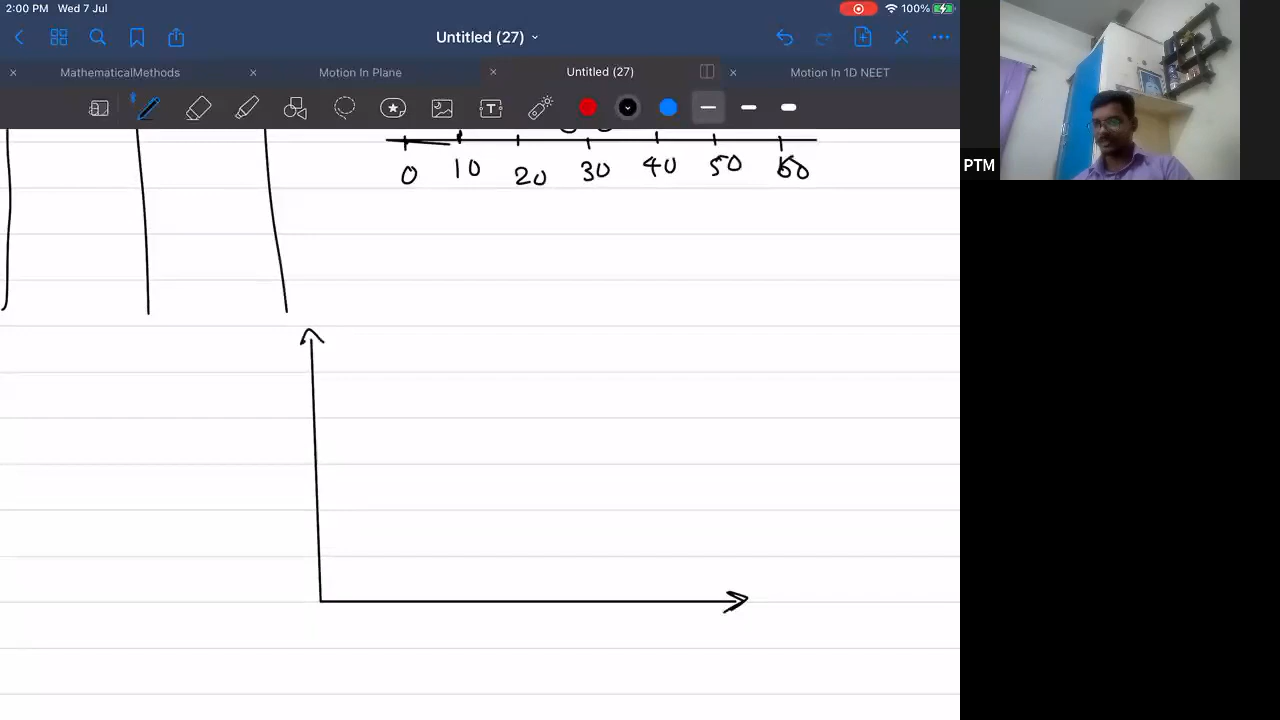 2:00 PM Wed 7 Jul
100%
Untitled (27)
MathematicalMethods
Motion In Plane
Untitled (27)
Motion In 1D NEET
T
0 10 20 30 40 50 60
PTM